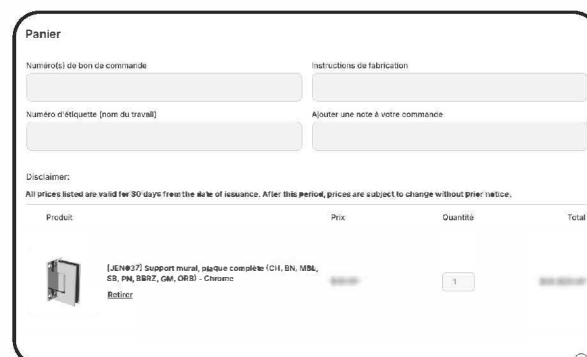 Panier
Numéro(s) de bon de commande
Instructions de fabrication
Numéro d'étiquette (nom du travail)
Ajouter une note à votre commande
Disclaimer:
All prices listed are valid for 30 days from the date of issuance. After this period, prices are subject to change without prior notice.
Produit Prix Quantité Total
[JEN037] Support mural, plaque complète (CH, BN, MBL,
SB, PN, BBRZ, GM, ORB) - Chrome
1
Retirer